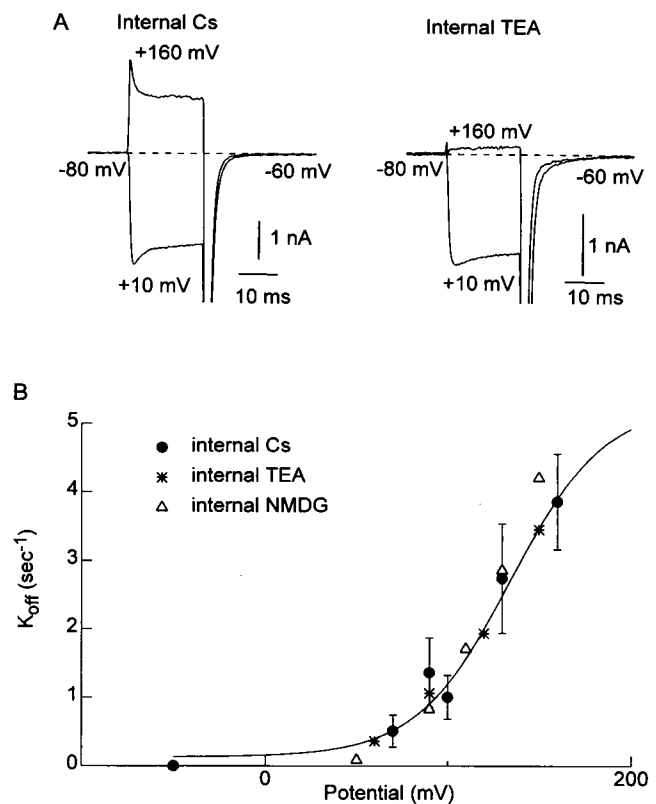 A
Internal Cs
Internal TEA
+160 mV
+160 mV
-80 mV
-60 mV
-80 mV
-60 mV
1 nA
1 nA
+10 mV
10 ms
+10 mV
10 ms
B
5
internal Cs
4
internal TEA
internal NMDG
3
2
1
0
Koff (sec-1)
0
200
Potential (mV)